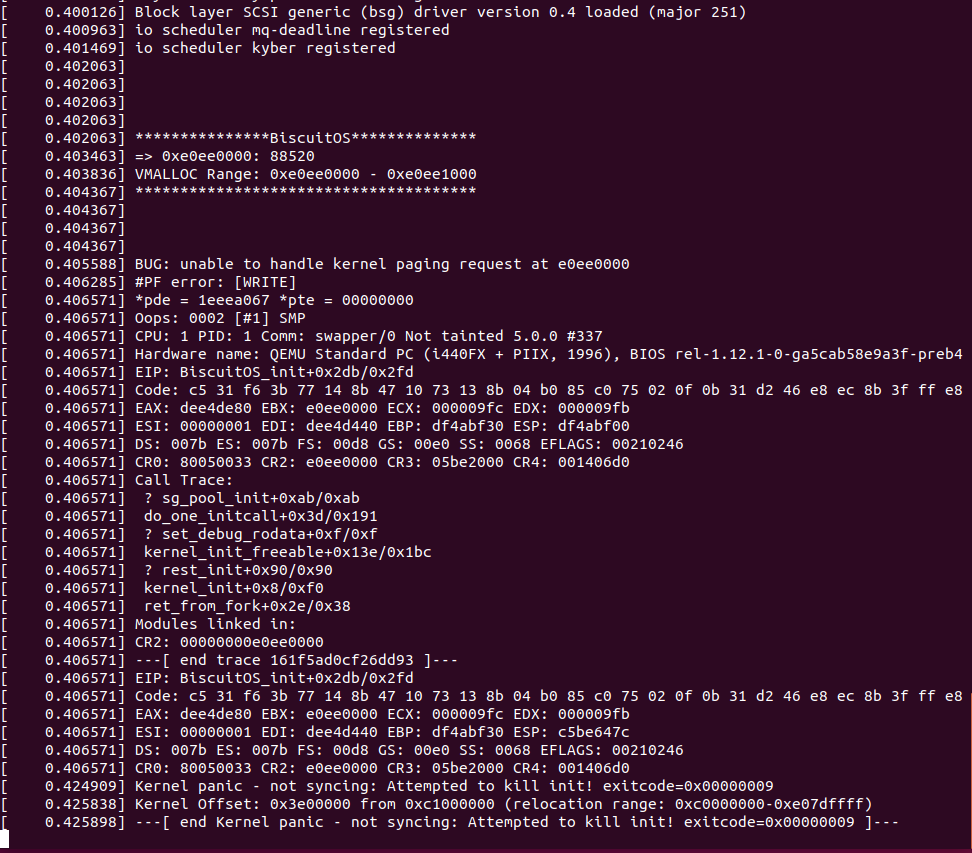 [    0.400126] Block layer SCSI generic (bsg) driver version 0.4 loaded (major 251)
[    0.400963] io scheduler mq-deadline registered
[    0.401469] io scheduler kyber registered
[    0.402063]
[    0.402063]
[    0.402063]
[    0.402063]
[    0.402063] ***************BiscuitOS**************
[    0.403463] => 0xe0ee0000: 88520
[    0.403836] VMALLOC Range: 0xe0ee0000 - 0xe0ee1000
[    0.404367] **************************************
[    0.404367]
[    0.404367]
[    0.404367]
[    0.405588] BUG: unable to handle kernel paging request at e0ee0000
[    0.406285] #PF error: [WRITE]
[    0.406571] *pde = 1eeea067 *pte = 00000000
[    0.406571] Oops: 0002 [#1] SMP
[    0.406571] CPU: 1 PID: 1 Comm: swapper/0 Not tainted 5.0.0 #337
[    0.406571] Hardware name: QEMU Standard PC (i440FX + PIIX, 1996), BIOS rel-1.12.1-0-ga5cab58e9a3f-preb4
[    0.406571] EIP: BiscuitOS_init+0x2db/0x2fd
[    0.406571] Code: c5 31 f6 3b 77 14 8b 47 10 73 13 8b 04 b0 85 c0 75 02 0f 0b 31 d2 46 e8 ec 8b 3f ff e8
[    0.406571] EAX: dee4de80 EBX: e0ee0000 ECX: 000009fc EDX: 000009fb
[    0.406571] ESI: 00000001 EDI: dee4d440 EBP: df4abf30 ESP: df4abf00
[    0.406571] DS: 007b ES: 007b FS: 00d8 GS: 00e0 SS: 0068 EFLAGS: 00210246
[    0.406571] CR0: 80050033 CR2: e0ee0000 CR3: 05be2000 CR4: 001406d0
[    0.406571] Call Trace:
[    0.406571]  ? sg_pool_init+0xab/0xab
[    0.406571]  do_one_initcall+0x3d/0x191
[    0.406571]  ? set_debug_rodata+0xf/0xf
[    0.406571]  kernel_init_freeable+0x13e/0x1bc
[    0.406571]  ? rest_init+0x90/0x90
[    0.406571]  kernel_init+0x8/0xf0
[    0.406571]  ret_from_fork+0x2e/0x38
[    0.406571] Modules linked in:
[    0.406571] CR2: 00000000e0ee0000
[    0.406571] ---[ end trace 161f5ad0cf26dd93 ]---
[    0.406571] EIP: BiscuitOS_init+0x2db/0x2fd
[    0.406571] Code: c5 31 f6 3b 77 14 8b 47 10 73 13 8b 04 b0 85 c0 75 02 0f 0b 31 d2 46 e8 ec 8b 3f ff e8
[    0.406571] EAX: dee4de80 EBX: e0ee0000 ECX: 000009fc EDX: 000009fb
[    0.406571] ESI: 00000001 EDI: dee4d440 EBP: df4abf30 ESP: c5be647c
[    0.406571] DS: 007b ES: 007b FS: 00d8 GS: 00e0 SS: 0068 EFLAGS: 00210246
[    0.406571] CR0: 80050033 CR2: e0ee0000 CR3: 05be2000 CR4: 001406d0
[    0.424909] Kernel panic - not syncing: Attempted to kill init! exitcode=0x00000009
[    0.425838] Kernel Offset: 0x3e00000 from 0xc1000000 (relocation range: 0xc0000000-0xe07dffff)
[    0.425898] ---[ end Kernel panic - not syncing: Attempted to kill init! exitcode=0x00000009 ]---